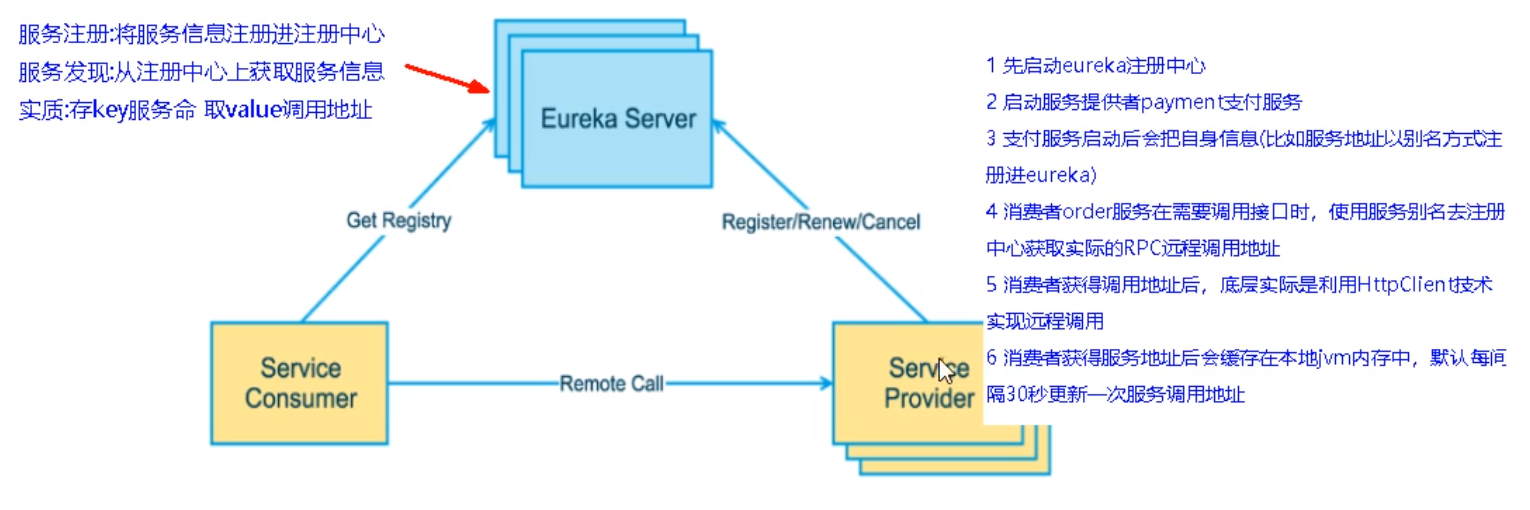 服务注册:将服务信息注册进注册中心
服务发现:从注册中心上获取服务信息
实质:存key服务命 取value调用地址
Eureka Server
Get Registry
Register/Renew/Cancel
Service
Consumer
Remote Call
Service
Provider
1 先启动eureka注册中心
2 启动服务提供者payment支付服务
3 支付服务启动后会把自身信息(比如服务地址以别名方式注
册进eureka)
4 消费者order服务在需要调用接口时，使用服务别名去注册
中心获取实际的RPC远程调用地址
5 消费者获得调用地址后，底层实际是利用HttpClient技术
实现远程调用
6 消费者获得服务地址后会缓存在本地jvm内存中，默认每间
隔30秒更新一次服务调用地址